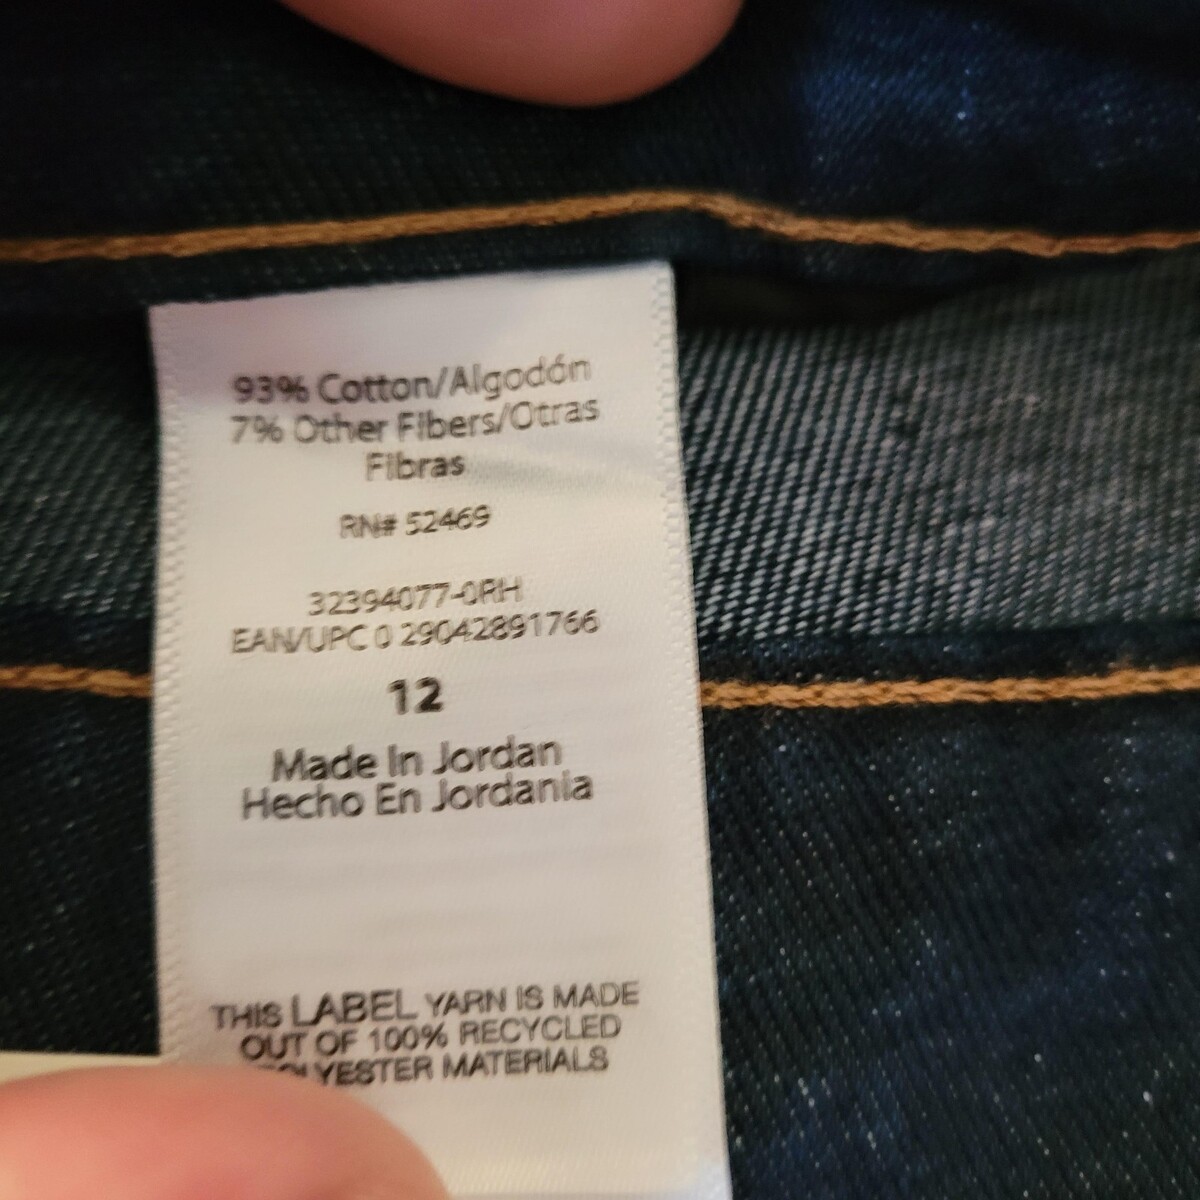 93% Cotton/Algodón
7% Other Fibers/Otras
Fibras
RN# 52469
32394077-0RH
EAN/UPC 0 29042891766
12
Made In Jordan
Hecho En Jordania
THIS LABEL YARN IS MADE
OUT OF 100% RECYCLED
POLYESTER MATERIALS